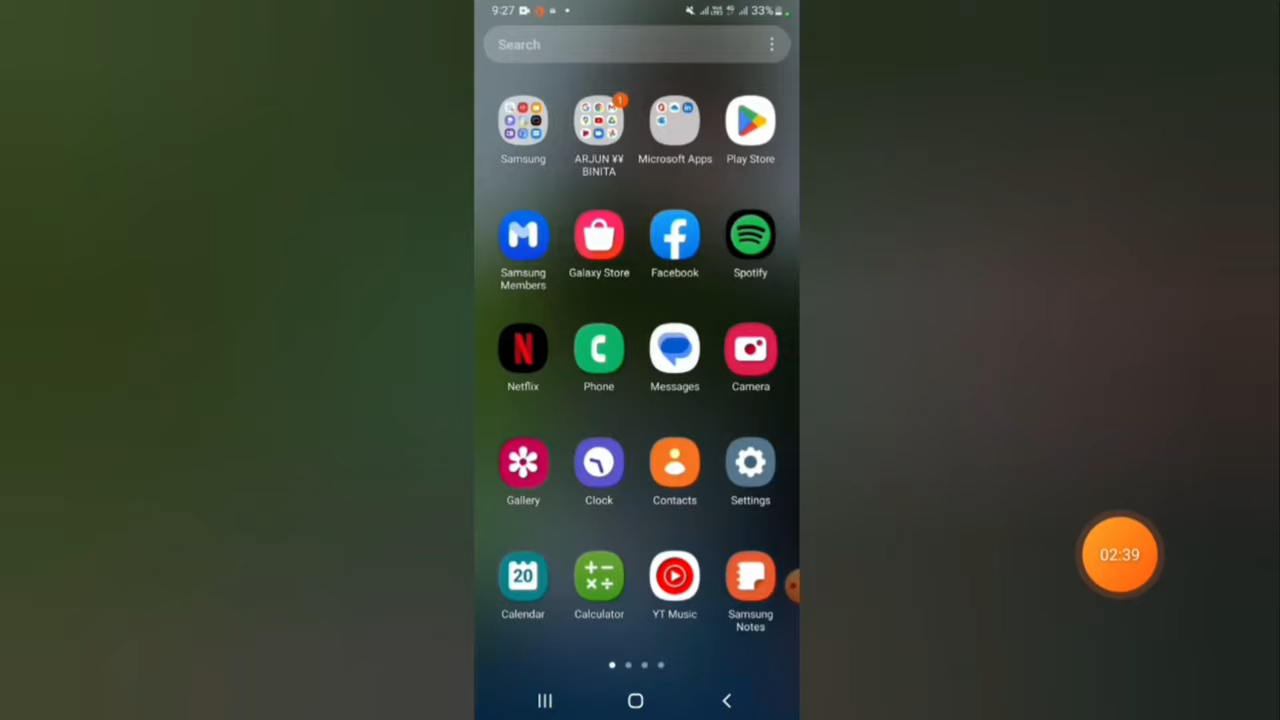 9:27 33%
Search
1
Samsung ARJUN ¥¥ Microsoft Apps Play Store
BINITA
Samsung Galaxy Store Facebook Spotify
Members
N
Netflix Phone Messages Camera
Gallery Clock Contacts Settings
20
Calendar Calculator YT Music Samsung
Notes
02:39